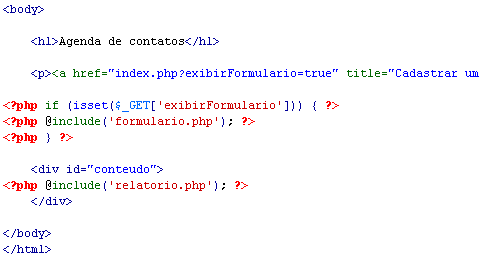 <body>
<h1>Agenda de contatos</h1>
<p><a href="index.php?exibirFormulario=true" title="Cadastrar um
<?php if (isset($_GET['exibirFormulario'])) { ?>
<?php @include('formulario.php'); ?>
<?php } ?>
<div id="conteudo">
<?php @include('relatorio.php'); ?>
</div>
</body>
</html>